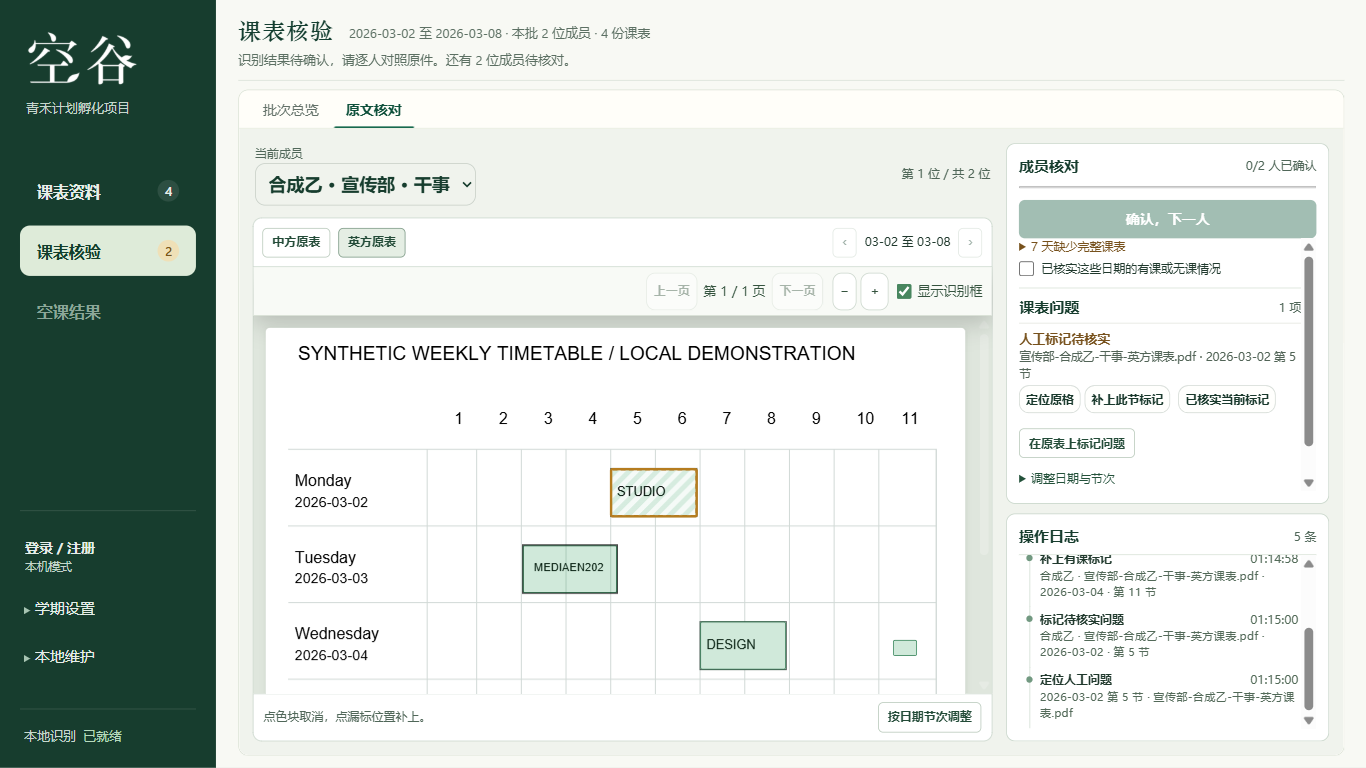 空谷
青禾计划孵化项目
课表资料 4
课表核验 2
空课结果
登录 / 注册
本机模式
▸ 学期设置
▸ 本地维护
本地识别 已就绪
课表核验 2026-03-02 至 2026-03-08 · 本批 2 位成员 · 4 份课表
识别结果待确认，请逐人对照原件。还有 2 位成员待核对。
批次总览 原文核对
当前成员
合成乙 · 宣传部 · 干事
第 1 位 / 共 2 位
中方原表 英方原表 ‹ 03-02 至 03-08 ›
上一页 第 1 / 1 页 下一页 − + 显示识别框
SYNTHETIC WEEKLY TIMETABLE / LOCAL DEMONSTRATION
1 2 3 4 5 6 7 8 9 10 11
Monday
2026-03-02
STUDIO
Tuesday
2026-03-03
MEDIAEN202
Wednesday
2026-03-04
DESIGN
点色块取消，点漏标位置补上。
按日期节次调整
成员核对 0/2 人已确认
确认，下一人
▸ 7 天缺少完整课表
已核实这些日期的有课或无课情况
课表问题 1 项
人工标记待核实
宣传部-合成乙-干事-英方课表.pdf · 2026-03-02 第 5
节
定位原格 补上此节标记 已核实当前标记
在原表上标记问题
▸ 调整日期与节次
操作日志 5 条
补上有课标记 01:14:58
合成乙 · 宣传部-合成乙-干事-英方课表.pdf ·
2026-03-04 · 第 11 节
标记待核实问题 01:15:00
合成乙 · 宣传部-合成乙-干事-英方课表.pdf ·
2026-03-02 · 第 5 节
定位人工问题 01:15:00
2026-03-02 第 5 节 · 宣传部-合成乙-干事-英方课
表.pdf